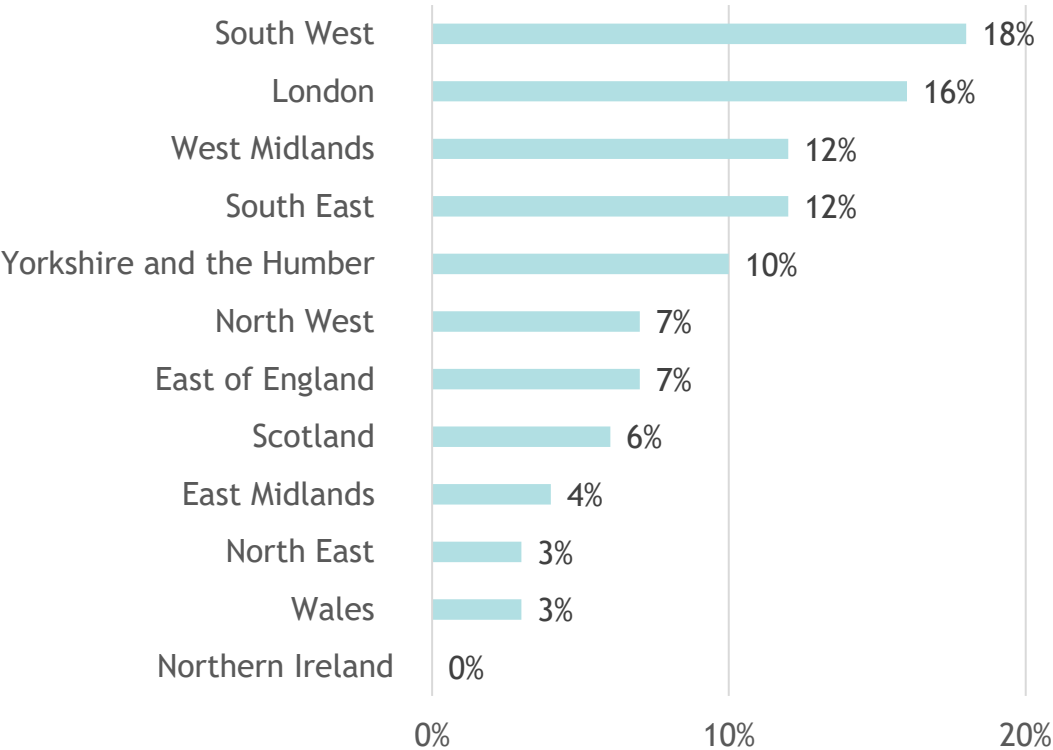 South West 18%
London 16%
West Midlands 12%
South East 12%
Yorkshire and the Humber 10%
North West 7%
East of England 7%
Scotland 6%
East Midlands 4%
North East 3%
Wales 3%
Northern Ireland 0%
0% 10% 20%